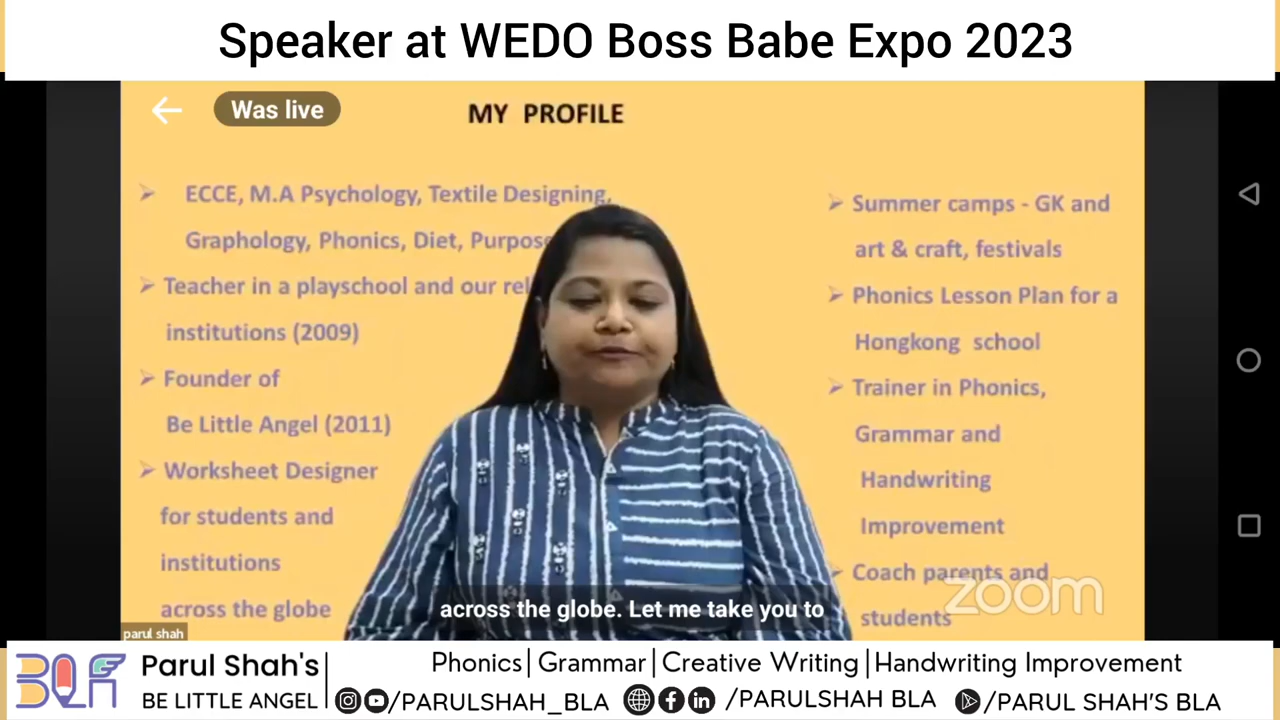 Speaker at WEDO Boss Babe Expo 2023
Was live
MY PROFILE
ECCE, M.A Psychology, Textile Designing,
Graphology, Phonics, Diet,
Teacher in a playschool and our
institutions (2009)
Founder of
Be Little Angel (2011)
Worksheet Designer
for students and
institutions
across the globe
Summer camps - GK and
art & craft, festivals
Phonics Lesson Plan for a
Hongkong school
Trainer in Phonics,
Grammar and
Handwriting
Improvement
Coach parents and
students
zoom
across the globe. Let me take you to
parul shah
BLA
Parul Shah's
BE LITTLE ANGEL
Phonics| Grammar|Creative Writing|Handwriting Improvement
/PARULSHAH_BLA /PARULSHAH BLA /PARUL SHAH'S BLA